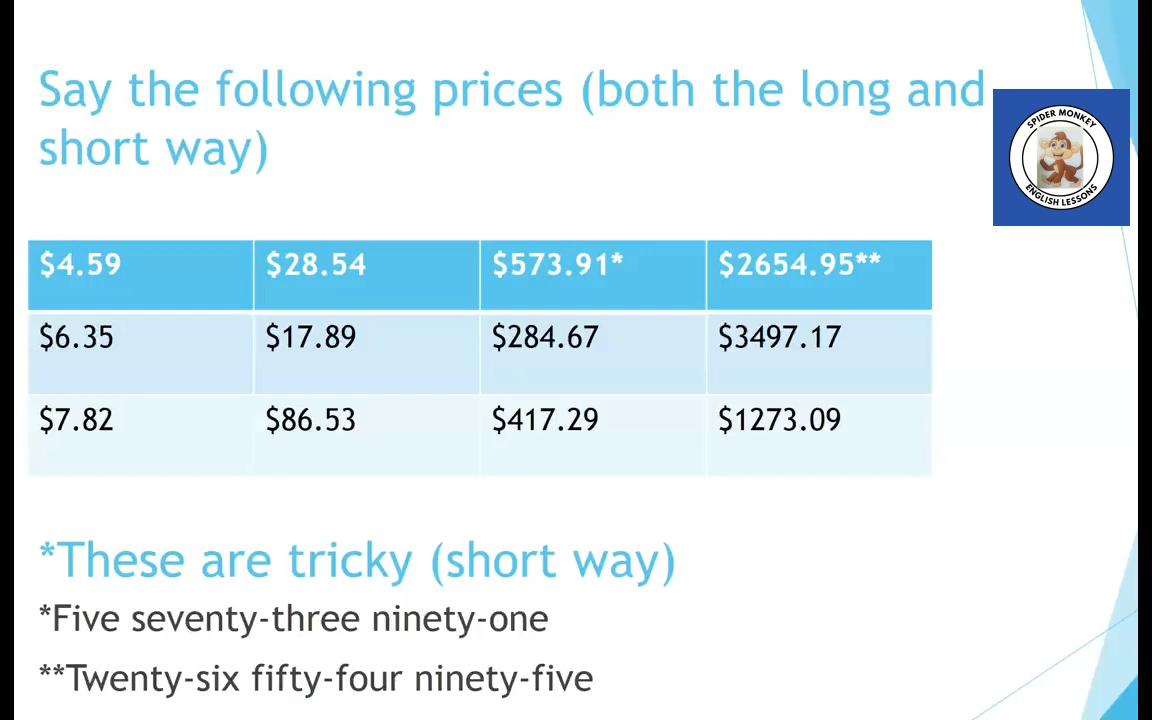 Say the following prices (both the long and
short way)
SPIDER MONKEY
ENGLISH LESSONS
$4.59 $28.54 $573.91* $2654.95**
$6.35 $17.89 $284.67 $3497.17
$7.82 $86.53 $417.29 $1273.09
*These are tricky (short way)
*Five seventy-three ninety-one
**Twenty-six fifty-four ninety-five